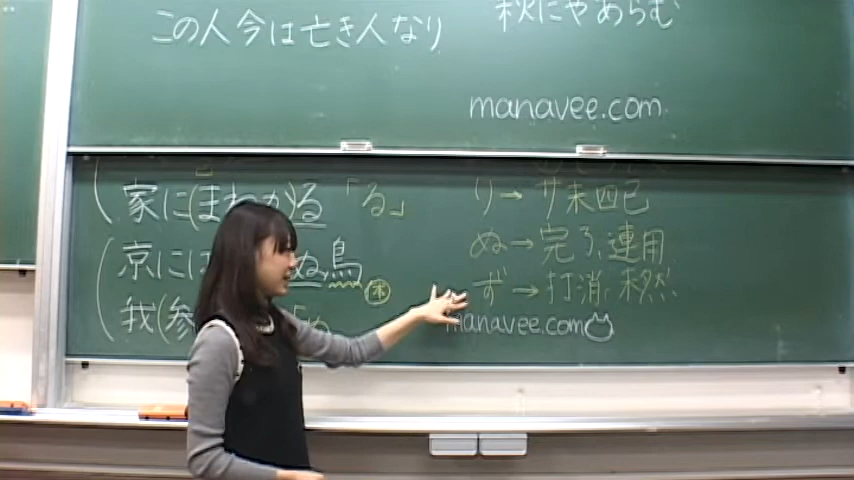 この人今は亡き人なり
秋にやあらむ
manavee.com
家に(まわかる「る」
り→サ未四已
京に(は ぬ鳥
ぬ→完了、連用
我(参 「ぬ
ず→打消、未然
manavee.com